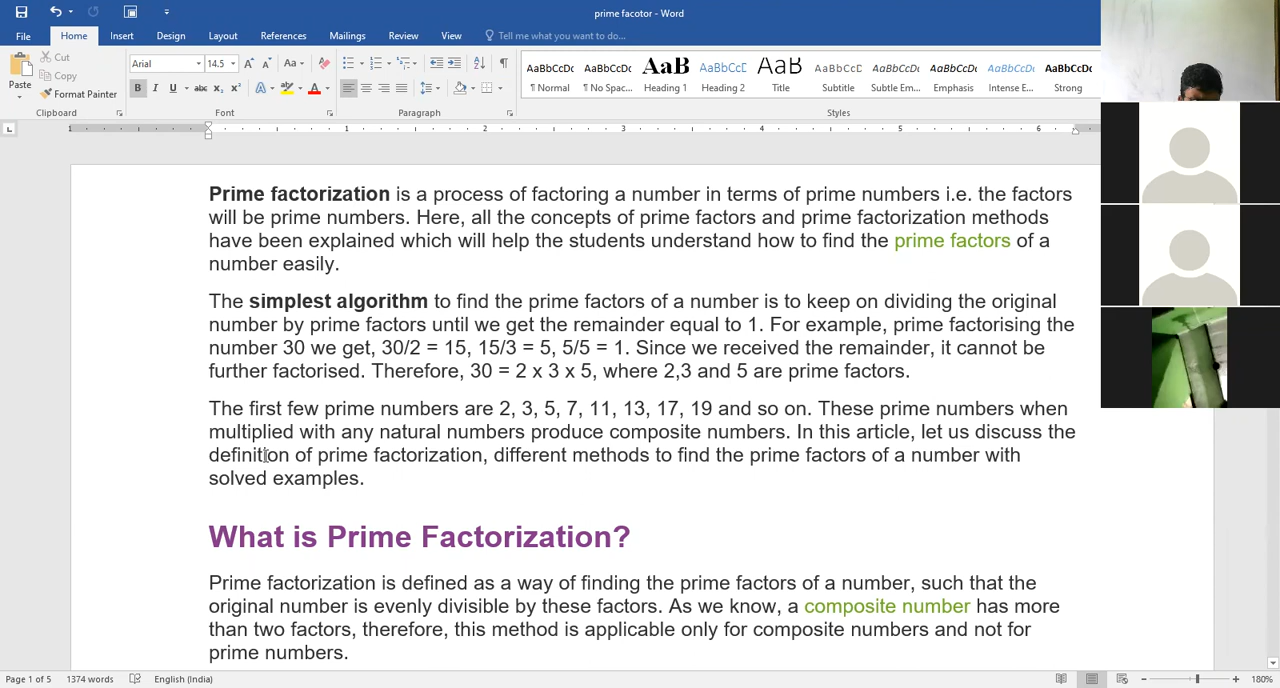 prime facotor - Word
File Home Insert Design Layout References Mailings Review View Tell me what you want to do...
Paste
Cut
Copy
Format Painter
Arial 14.5
B I U abc X₂ X² A
AaBbCcDc AaBbCcDc AaB AaBbCcD AaB AaBbCcD AaBbCcDc AaBbCcDc AaBbCcDc AaBbCcDc
¶ Normal ¶ No Spac... Heading 1 Heading 2 Title Subtitle Subtle Em... Emphasis Intense E... Strong
Clipboard Font Paragraph Styles
1 1 2 3 4 5 6
Prime factorization is a process of factoring a number in terms of prime numbers i.e. the factors
will be prime numbers. Here, all the concepts of prime factors and prime factorization methods
have been explained which will help the students understand how to find the prime factors of a
number easily.
The simplest algorithm to find the prime factors of a number is to keep on dividing the original
number by prime factors until we get the remainder equal to 1. For example, prime factorising the
number 30 we get, 30/2 = 15, 15/3 = 5, 5/5 = 1. Since we received the remainder, it cannot be
further factorised. Therefore, 30 = 2 x 3 x 5, where 2,3 and 5 are prime factors.
The first few prime numbers are 2, 3, 5, 7, 11, 13, 17, 19 and so on. These prime numbers when
multiplied with any natural numbers produce composite numbers. In this article, let us discuss the
definition of prime factorization, different methods to find the prime factors of a number with
solved examples.
What is Prime Factorization?
Prime factorization is defined as a way of finding the prime factors of a number, such that the
original number is evenly divisible by these factors. As we know, a composite number has more
than two factors, therefore, this method is applicable only for composite numbers and not for
prime numbers.
Page 1 of 5 1374 words English (India) 180%